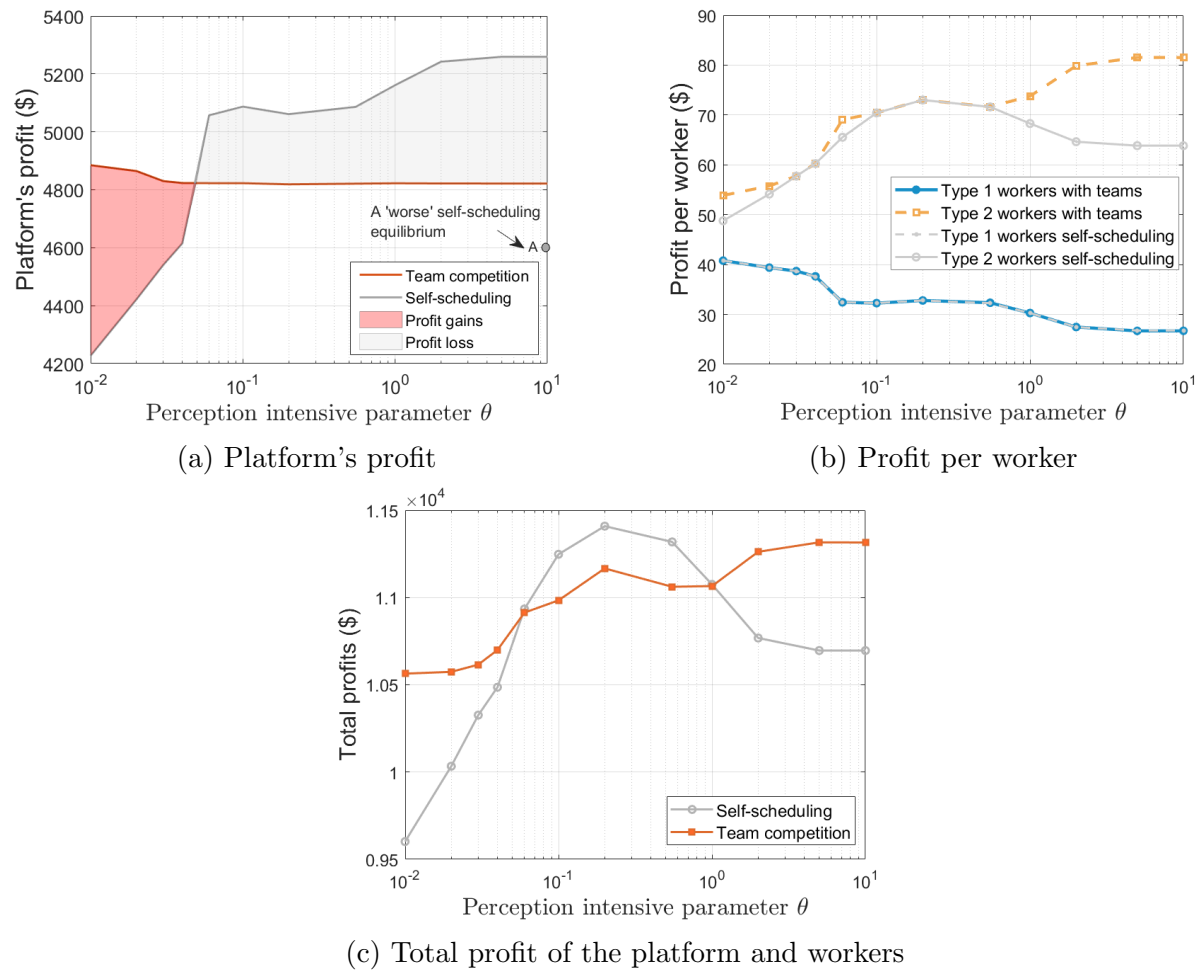 5400
5200
5000
4800
4600
4400
4200
Platform's profit ($)
A 'worse' self-scheduling
equilibrium
A
Team competition
Self-scheduling
Profit gains
Profit loss
10^-2
10^-1
10^0
10^1
Perception intensive parameter θ
(a) Platform's profit
90
80
70
60
50
40
30
20
Profit per worker ($)
Type 1 workers with teams
Type 2 workers with teams
Type 1 workers self-scheduling
Type 2 workers self-scheduling
10^-2
10^-1
10^0
10^1
Perception intensive parameter θ
(b) Profit per worker
×10^4
1.15
1.1
1.05
1
0.95
Total profits ($)
Self-scheduling
Team competition
10^-2
10^-1
10^0
10^1
Perception intensive parameter θ
(c) Total profit of the platform and workers